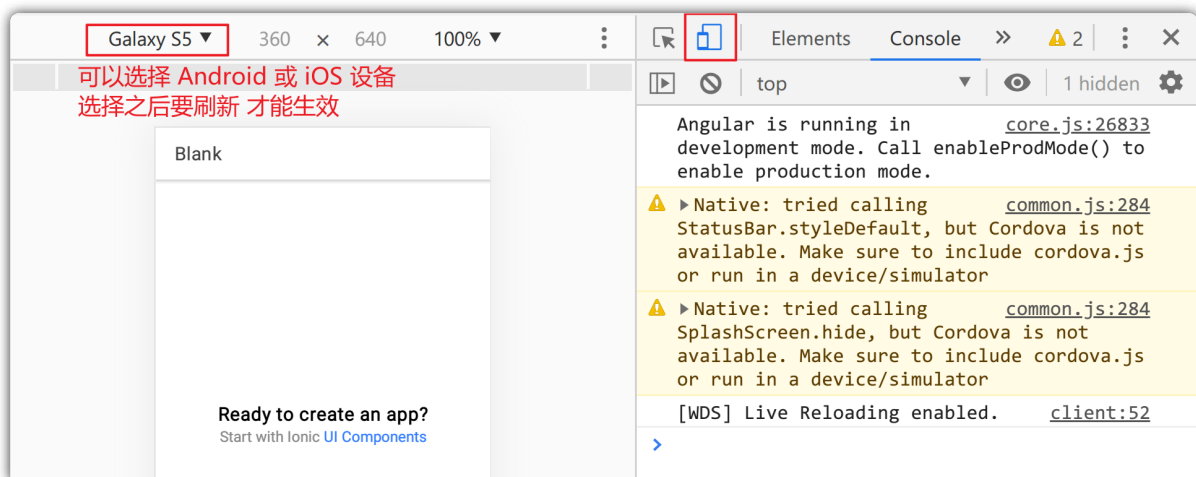 Galaxy S5 ▼ 360 × 640 100% ▼
可以选择 Android 或 iOS 设备
选择之后要刷新 才能生效
Blank
Ready to create an app?
Start with Ionic UI Components
Elements Console 2
top ▼ 1 hidden
Angular is running in core.js:26833
development mode. Call enableProdMode() to
enable production mode.
Native: tried calling common.js:284
StatusBar.styleDefault, but Cordova is not
available. Make sure to include cordova.js
or run in a device/simulator
Native: tried calling common.js:284
SplashScreen.hide, but Cordova is not
available. Make sure to include cordova.js
or run in a device/simulator
[WDS] Live Reloading enabled. client:52